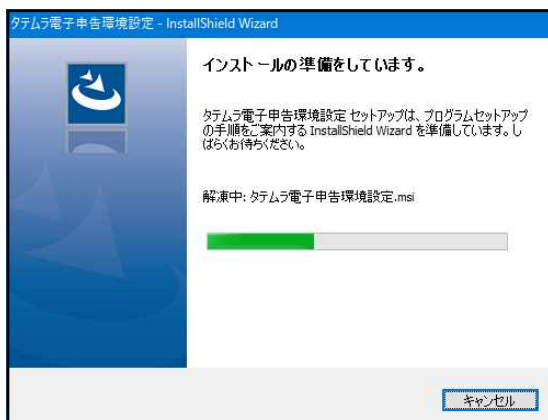 タテムラ電子申告環境設定 - InstallShield Wizard
インストールの準備をしています。
タテムラ電子申告環境設定 セットアップは、プログラムセットアップ
の手順をご案内する InstallShield Wizard を準備しています。し
ばらくお待ちください。
解凍中: タテムラ電子申告環境設定.msi
キャンセル